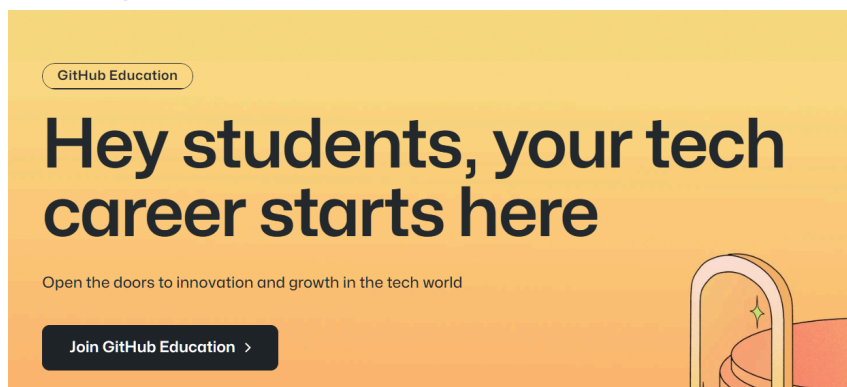 GitHub Education
Hey students, your tech
career starts here
Open the doors to innovation and growth in the tech world
Join GitHub Education